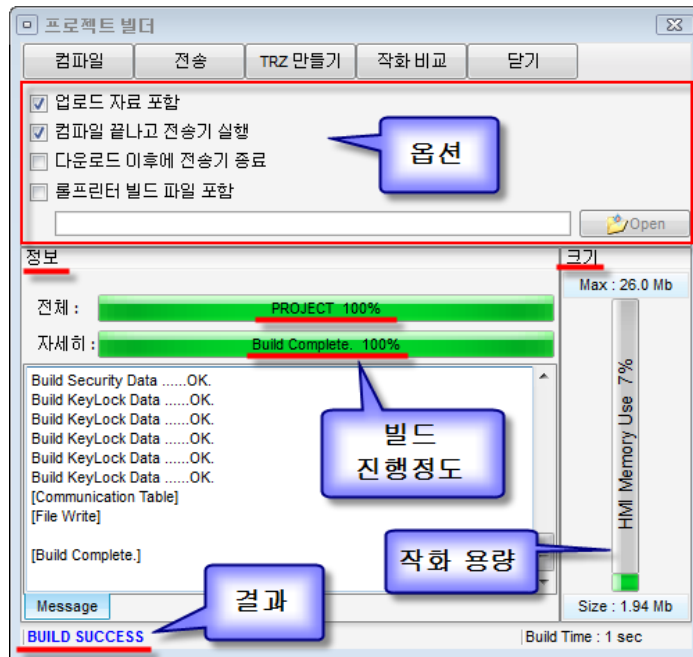 프로젝트 빌더
컴파일 전송 TRZ 만들기 작화 비교 닫기
업로드 자료 포함
컴파일 끝나고 전송기 실행
다운로드 이후에 전송기 종료
롤프린터 빌드 파일 포함
옵션
Open
정보
크기
Max : 26.0 Mb
전체 : PROJECT 100%
자세히 : Build Complete. 100%
Build Security Data ......OK.
Build KeyLock Data ......OK.
Build KeyLock Data ......OK.
Build KeyLock Data ......OK.
Build KeyLock Data ......OK.
Build KeyLock Data ......OK.
[Communication Table]
[File Write]
[Build Complete.]
빌드
진행정도
HMI Memory Use 7%
작화 용량
결과
Message
Size : 1.94 Mb
BUILD SUCCESS
Build Time : 1 sec